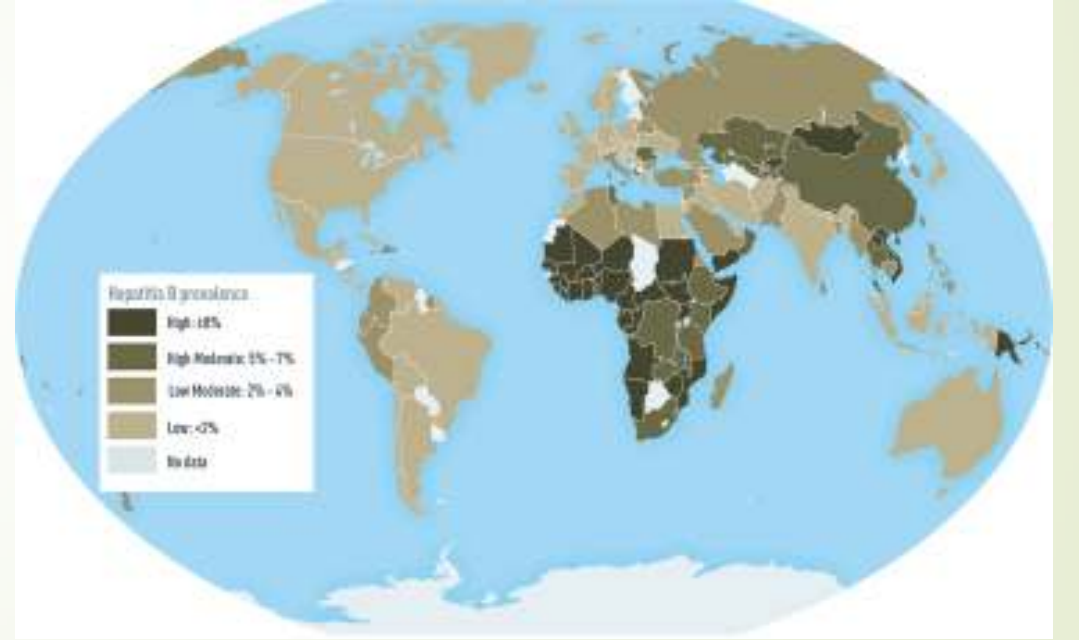 Hepatitis B prevalence
High: ≥8%
High Moderate: 5% - 7%
Low Moderate: 2% - 4%
Low: <2%
No data